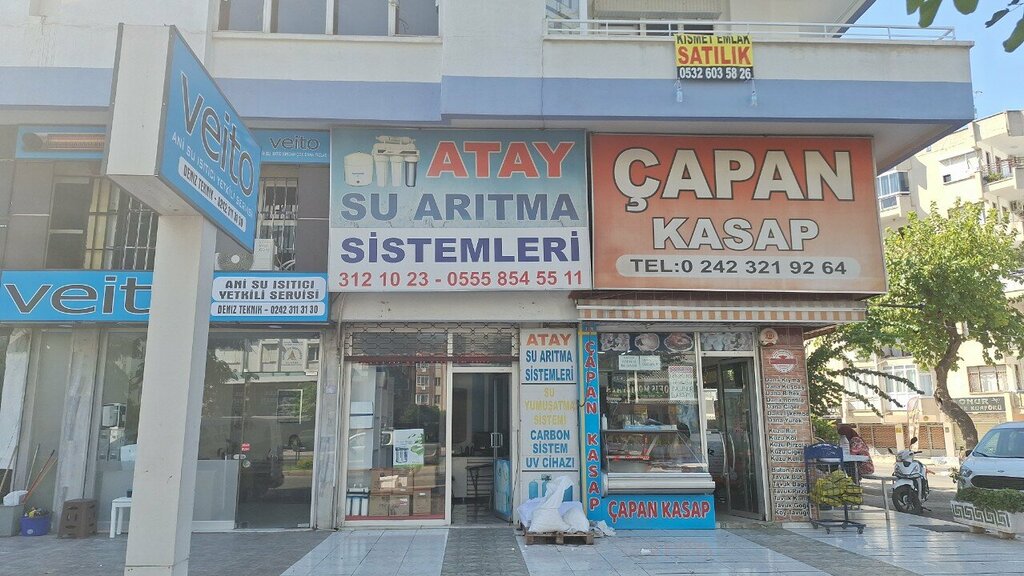 KISMET EMLAK
SATILIK
0532 603 58 26
veito
ANİ SU ISITICI YETKİLİ SERVİSİ
veito
ATAY
SU ARITMA
SİSTEMLERİ
312 10 23 - 0555 854 55 11
ÇAPAN
KASAP
TEL:0 242 321 92 64
veito
ANİ SU ISITICI
YETKİLİ SERVİSİ
DENİZ TEKNİK - 0242 311 31 30
ATAY
SU ARITMA
SİSTEMLERİ
SU
YUMUŞATMA
SİSTEMİ
CARBON
SİSTEM
UV CİHAZI
ÇAPAN KASAP
ÇAPAN KASAP